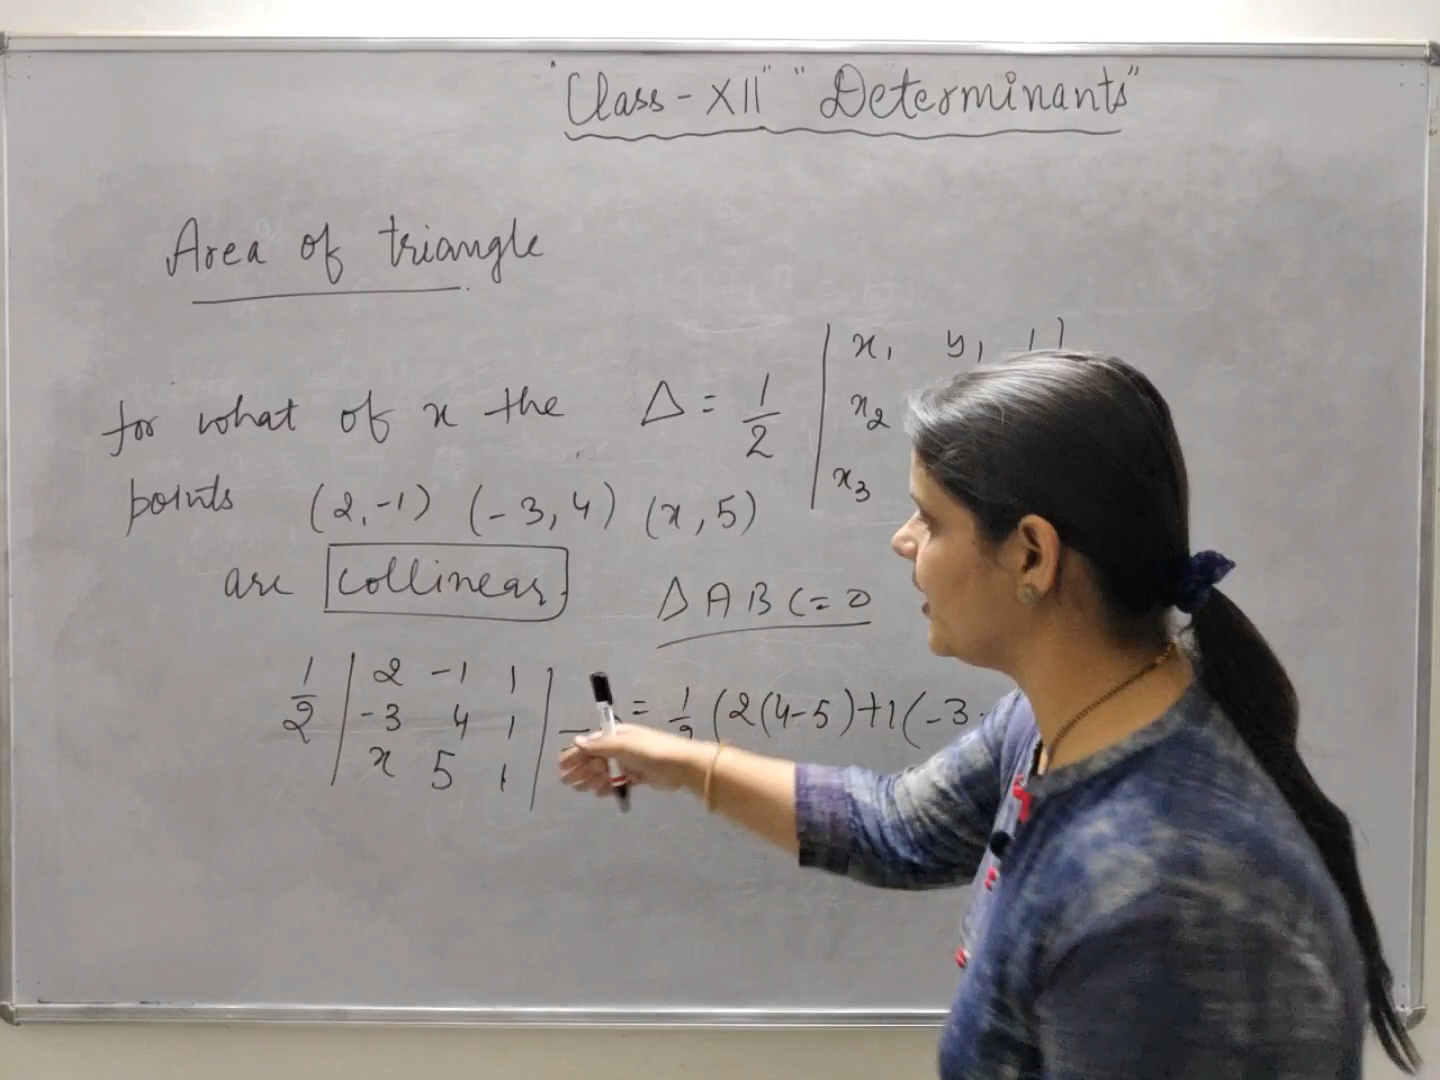 "Class-XII" "Determinants"
Area of triangle
for what of x the
points (2,-1) (-3,4) (x,5)
are collinear
Δ = 1/2 | x₁ y₁ 1 |
x₂
x₃
ΔABC=0
1/2 | 2 -1 1 |
| -3 4 1 |
| x 5 1 |
= 1/2 (2(4-5)+1(-3